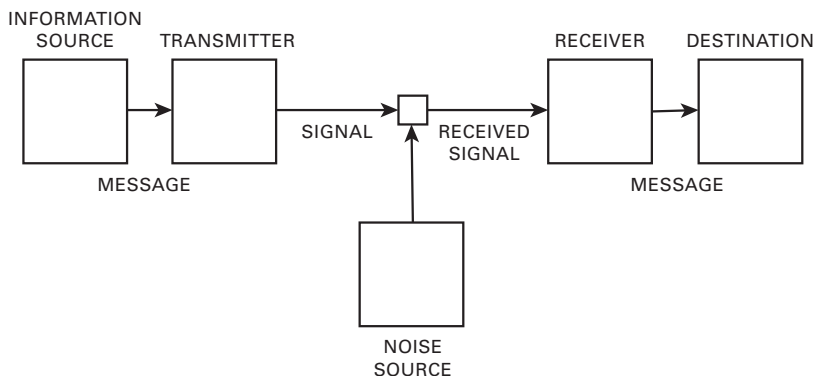 INFORMATION
SOURCE
TRANSMITTER
RECEIVER
DESTINATION
SIGNAL
RECEIVED
SIGNAL
MESSAGE
MESSAGE
NOISE
SOURCE